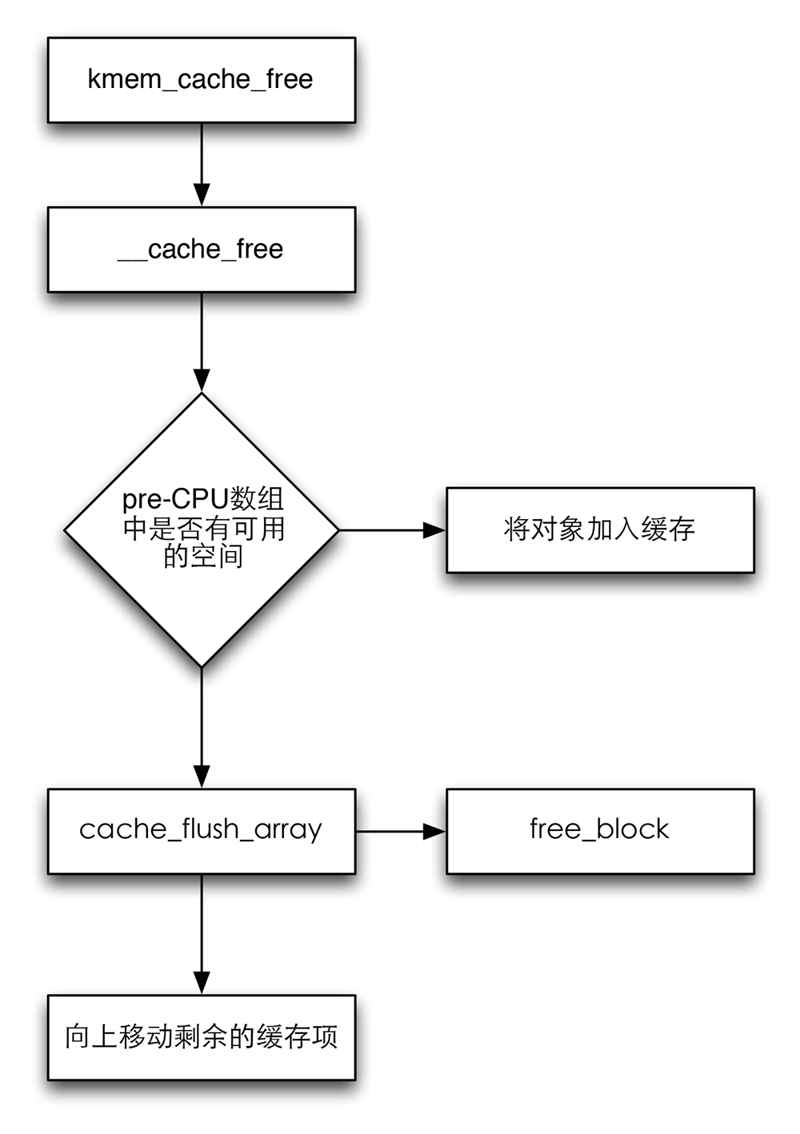 kmem_cache_free
__cache_free
pre-CPU数组
中是否有可用
的空间
将对象加入缓存
cache_flush_array
free_block
向上移动剩余的缓存项